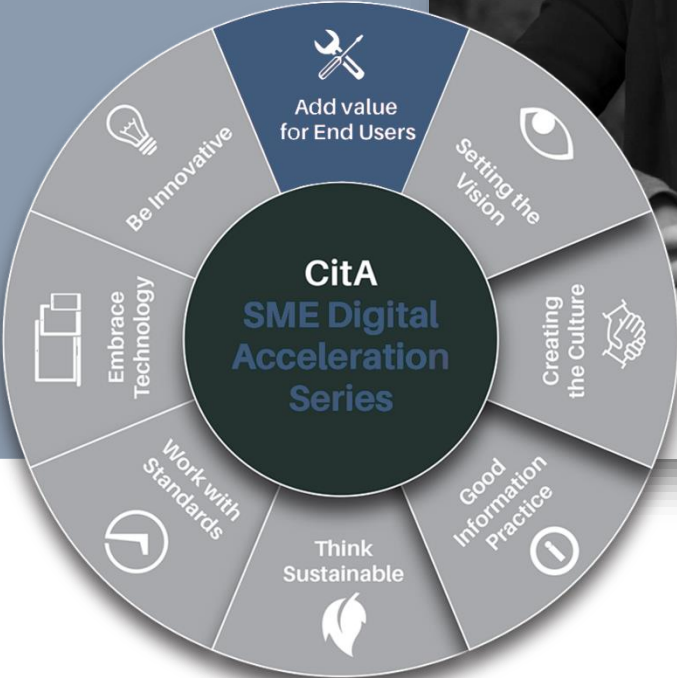 Add value
for End Users
Setting the
Vision
Creating
the Culture
Good
Information
Practice
Think
Sustainable
Work with
Standards
Embrace
Technology
Be Innovative
CitA
SME Digital
Acceleration
Series